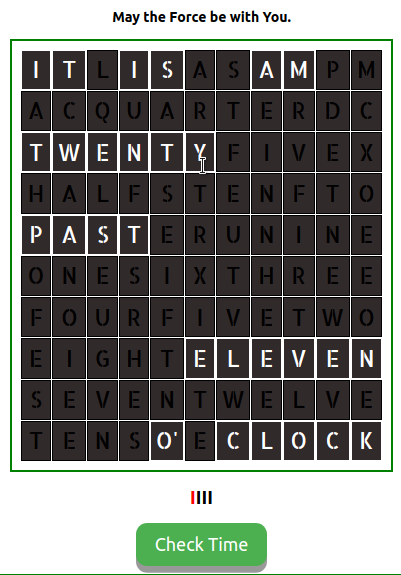 May the Force be with You.
I T L I S A S A M P M
A C Q U A R T E R D C
T W E N T Y F I V E X
H A L F S T E N F T O
P A S T E R U N I N E
O N E S I X T H R E E
F O U R F I V E T W O
E I G H T E L E V E N
S E V E N T W E L V E
T E N S O' E C L O C K
IIII
Check Time